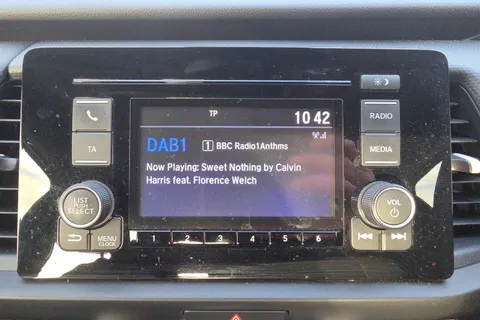 TP 10 42
DAB1 1 BBC Radio1Anthms
Now Playing: Sweet Nothing by Calvin
Harris feat. Florence Welch
RADIO
TA
MEDIA
LIST
PUSH
SELECT
VOL
MENU
CLOCK
1 2 3 4 5 6